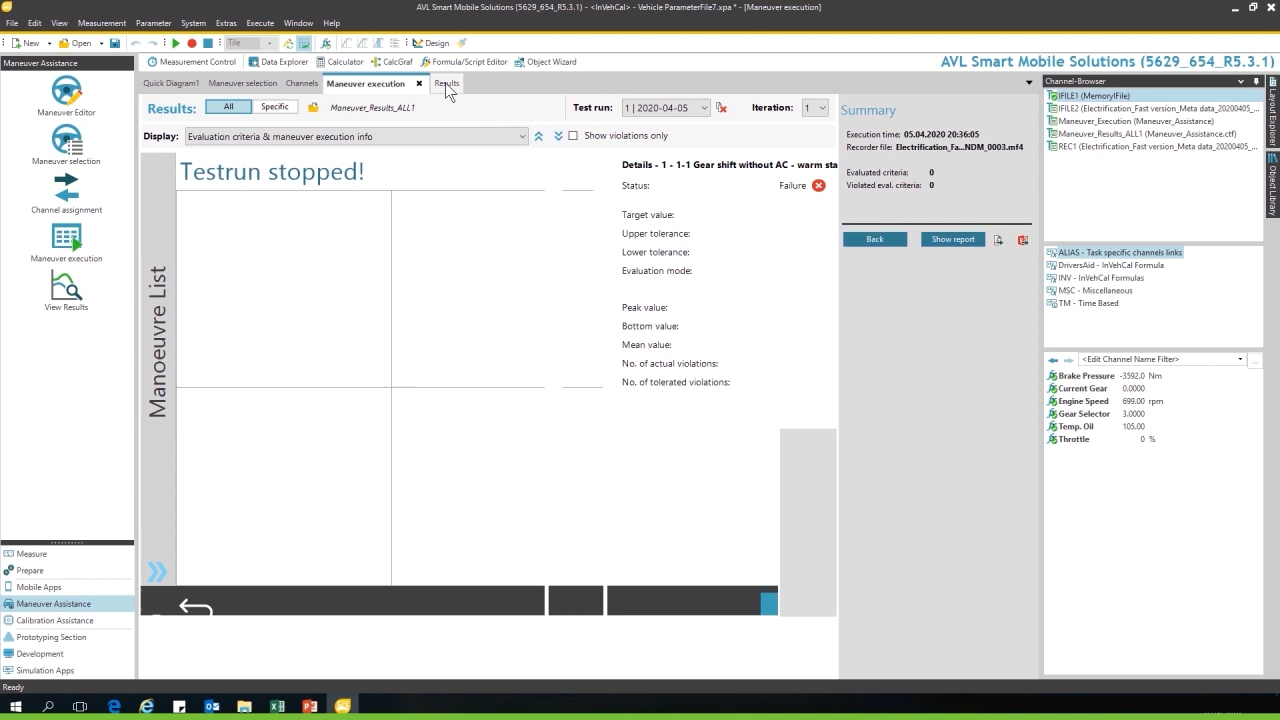 AVL Smart Mobile Solutions (5629_654_R5.3.1) - <InVehCal> - Vehicle ParameterFile7.xpa * - [Maneuver execution]
File Edit View Measurement Parameter System Extras Execute Window Help
New Open Tile Design
Maneuver Assistance
Measurement Control Data Explorer Calculator CalcGraf Formula/Script Editor Object Wizard
AVL Smart Mobile Solutions (5629_654_R5.3.1)
Quick Diagram1 Maneuver selection Channels Maneuver execution Results
Maneuver Editor
Maneuver selection
Channel assignment
Maneuver execution
View Results
Measure
Prepare
Mobile Apps
Maneuver Assistance
Calibration Assistance
Prototyping Section
Development
Simulation Apps
Results: All Specific Maneuver_Results_ALL1 Test run: 1 | 2020-04-05 Iteration: 1
Display: Evaluation criteria & maneuver execution info Show violations only
Testrun stopped!
Manoeuvre List
Details - 1 - 1-1 Gear shift without AC - warm sta
Status: Failure
Target value:
Upper tolerance:
Lower tolerance:
Evaluation mode:
Peak value:
Bottom value:
Mean value:
No. of actual violations:
No. of tolerated violations:
Summary
Execution time: 05.04.2020 20:36:05
Recorder file: Electrification_Fa...NDM_0003.mf4
Evaluated criteria: 0
Violated eval. criteria: 0
Back Show report
Channel-Browser
IFILE1 (MemoryIFile)
IFILE2 (Electrification_Fast version_Meta data_20200405_...
Maneuver_Execution (Maneuver_Assistance)
Maneuver_Results_ALL1 (Maneuver_Assistance.ctf)
REC1 (Electrification_Fast version_Meta data_20200405_...
ALIAS - Task specific channels links
DriversAid - InVehCal Formula
INV - InVehCal Formulas
MSC - Miscellaneous
TM - Time Based
<Edit Channel Name Filter> ...
Brake Pressure -3592.0 Nm
Current Gear 0.0000
Engine Speed 699.00 rpm
Gear Selector 3.0000
Temp. Oil 105.00
Throttle 0 %
Layout Explorer
Object Library
Ready